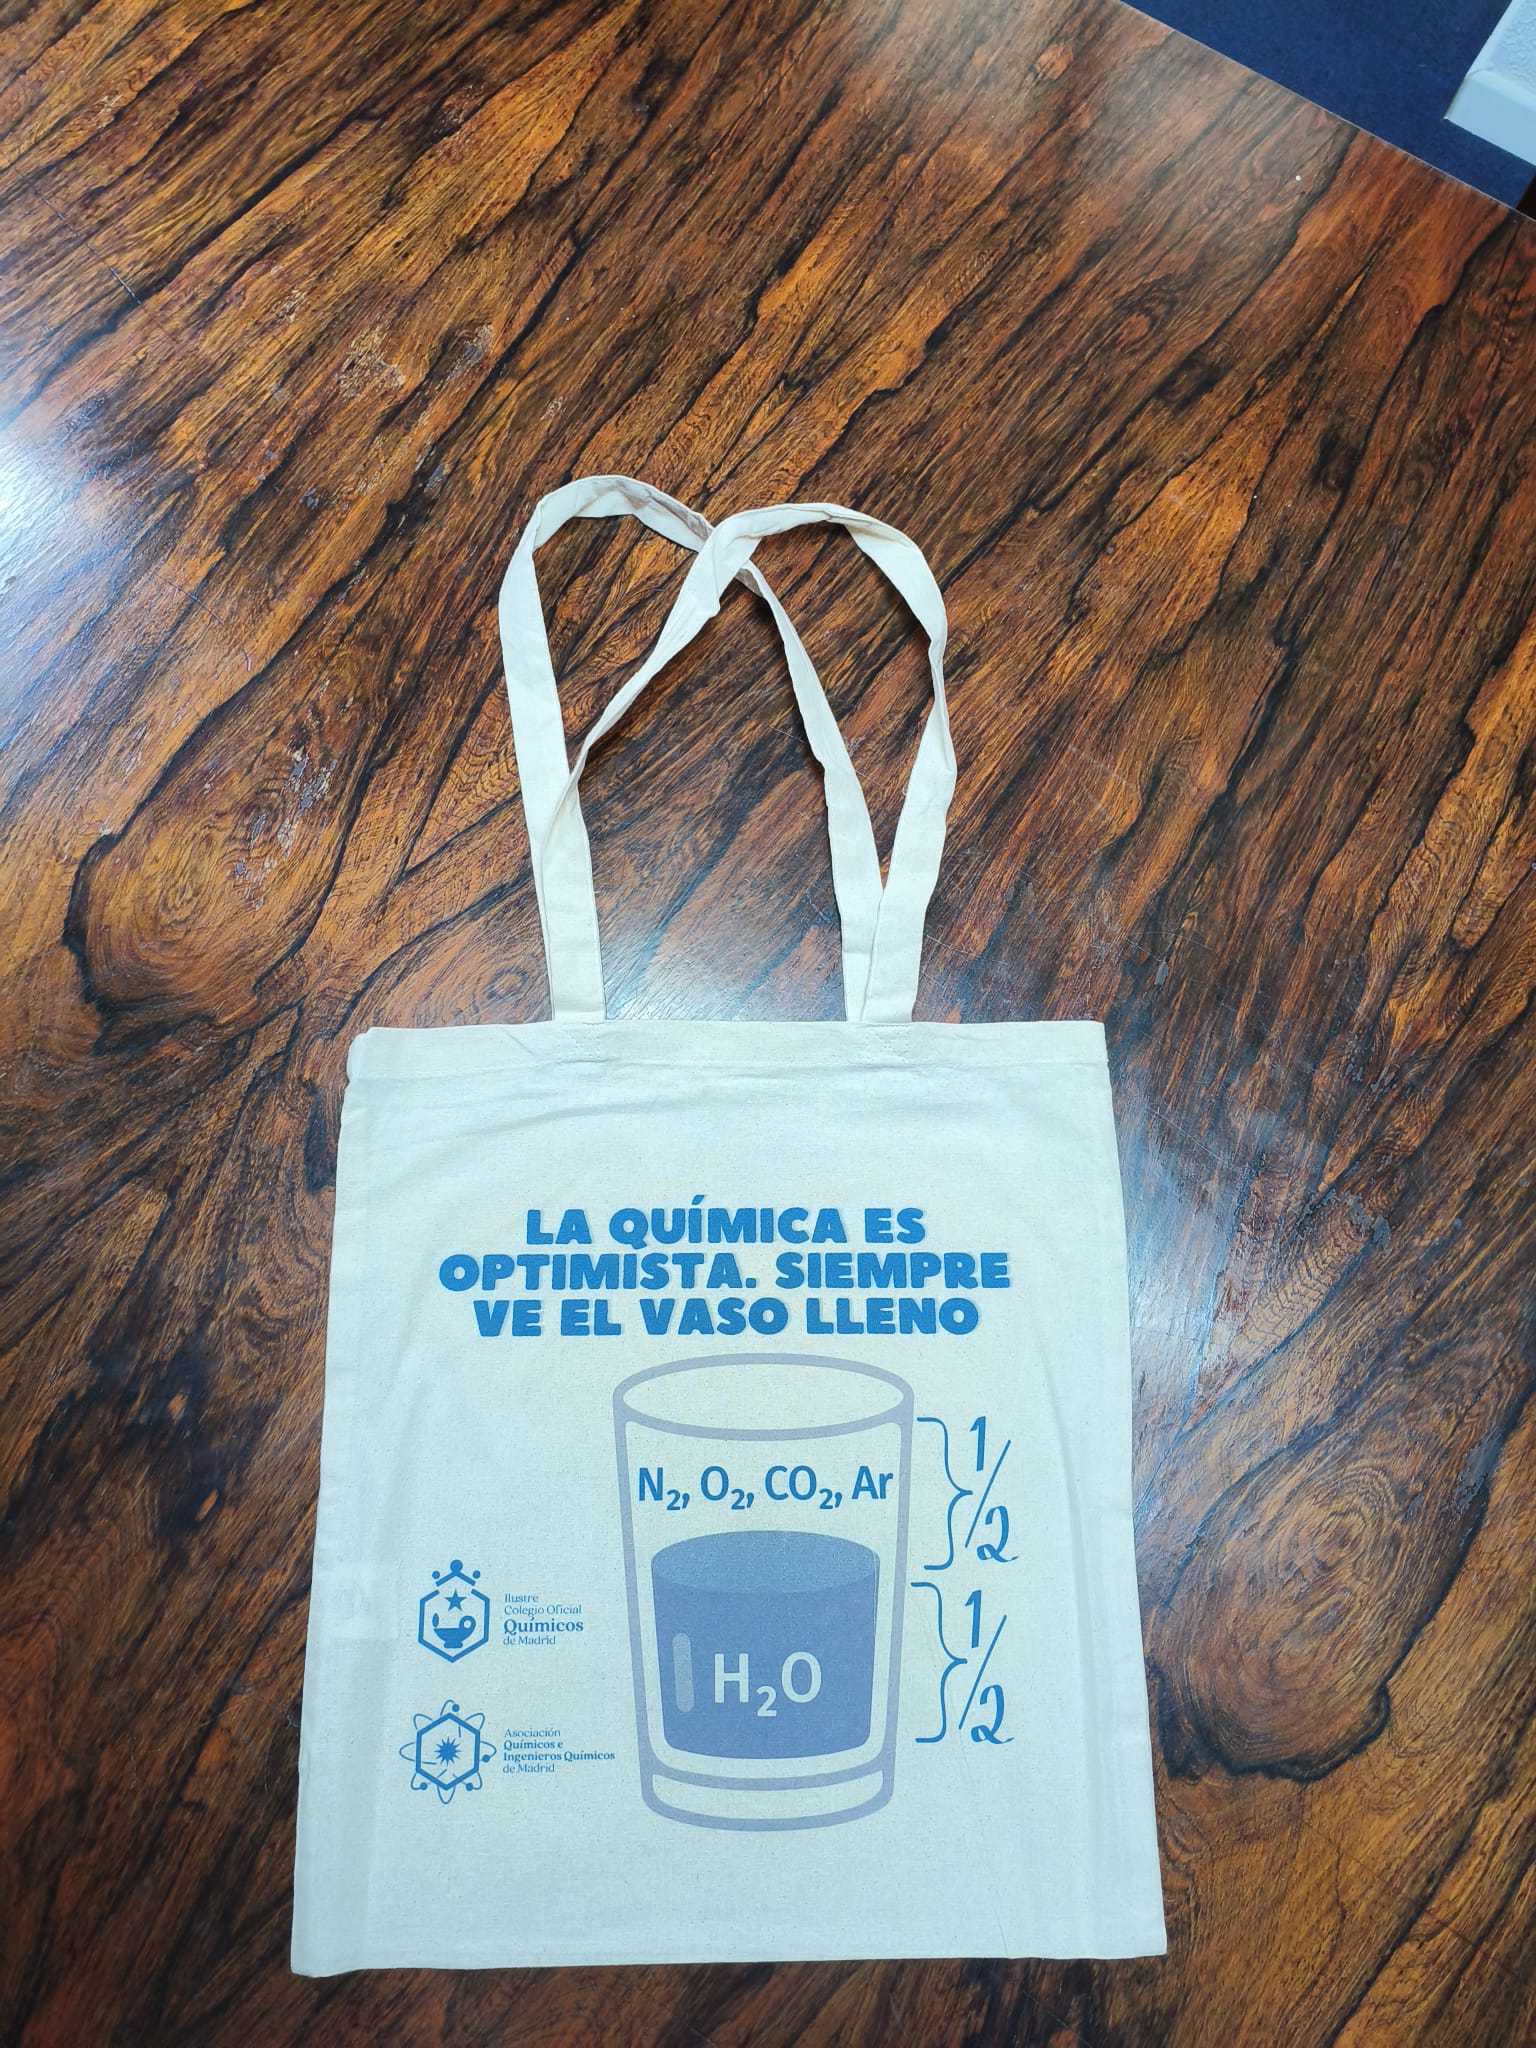 LA QUÍMICA ES
OPTIMISTA. SIEMPRE
VE EL VASO LLENO
N₂, O₂, CO₂, Ar
1/2
H₂O
1/2
Ilustre
Colegio Oficial
Químicos
de Madrid
Asociación
Químicos e
Ingenieros Químicos
de Madrid